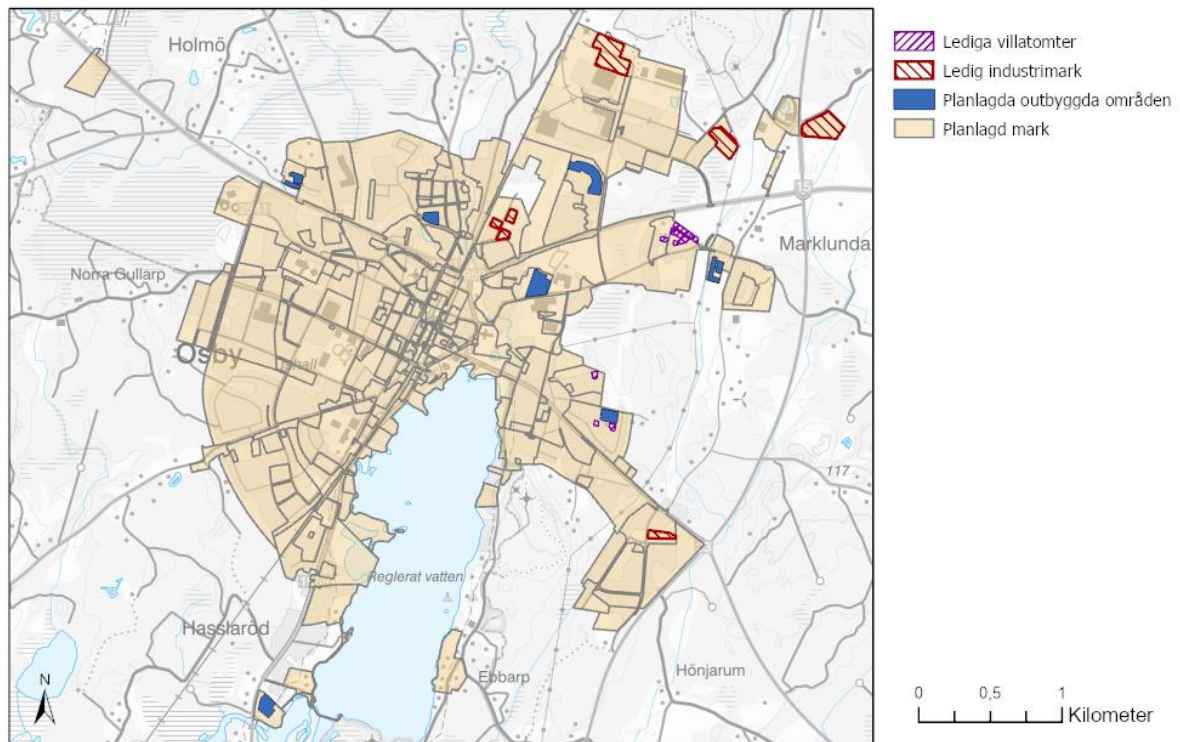 Holmö
Norra Gullarp
Osby
Marklunda
117
Reglerat vatten
Hasslaröd
Ebbarp
Hönjarum
N
15
15
Lediga villatomter
Ledig industrimark
Planlagda outbyggda områden
Planlagd mark
0
0,5
1
Kilometer